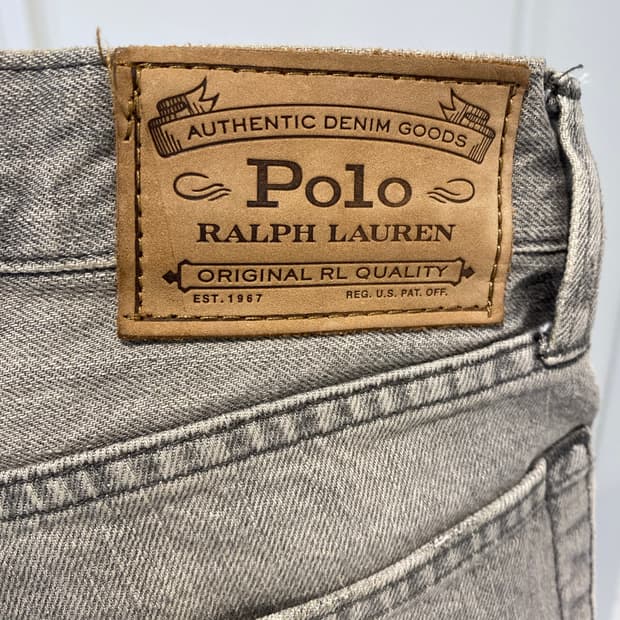 AUTHENTIC DENIM GOODS
Polo
RALPH LAUREN
ORIGINAL RL QUALITY
EST. 1967 REG. U.S. PAT. OFF.